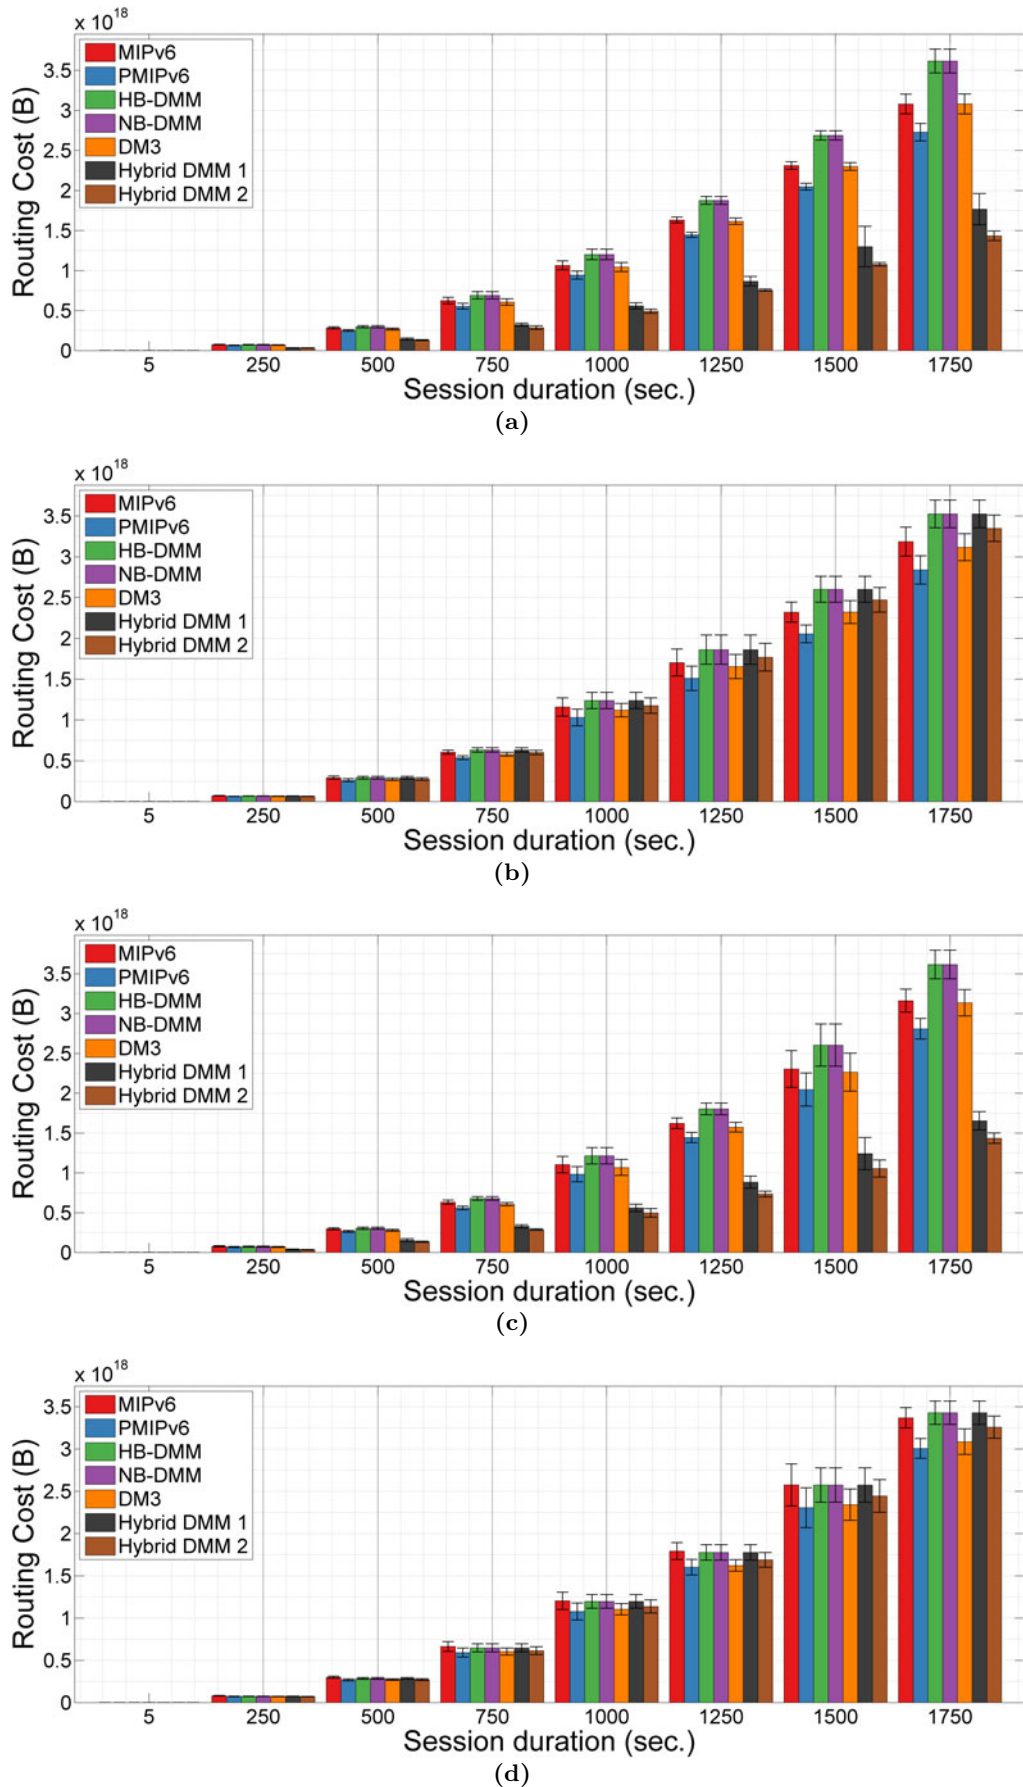 x 10^18
3.5
3
2.5
2
1.5
1
0.5
0
Routing Cost (B)
MIPv6
PMIPv6
HB-DMM
NB-DMM
DM3
Hybrid DMM 1
Hybrid DMM 2
5 250 500 750 1000 1250 1500 1750
Session duration (sec.)
(a)
x 10^18
3.5
3
2.5
2
1.5
1
0.5
0
Routing Cost (B)
MIPv6
PMIPv6
HB-DMM
NB-DMM
DM3
Hybrid DMM 1
Hybrid DMM 2
5 250 500 750 1000 1250 1500 1750
Session duration (sec.)
(b)
x 10^18
3.5
3
2.5
2
1.5
1
0.5
0
Routing Cost (B)
MIPv6
PMIPv6
HB-DMM
NB-DMM
DM3
Hybrid DMM 1
Hybrid DMM 2
5 250 500 750 1000 1250 1500 1750
Session duration (sec.)
(c)
x 10^18
3.5
3
2.5
2
1.5
1
0.5
0
Routing Cost (B)
MIPv6
PMIPv6
HB-DMM
NB-DMM
DM3
Hybrid DMM 1
Hybrid DMM 2
5 250 500 750 1000 1250 1500 1750
Session duration (sec.)
(d)